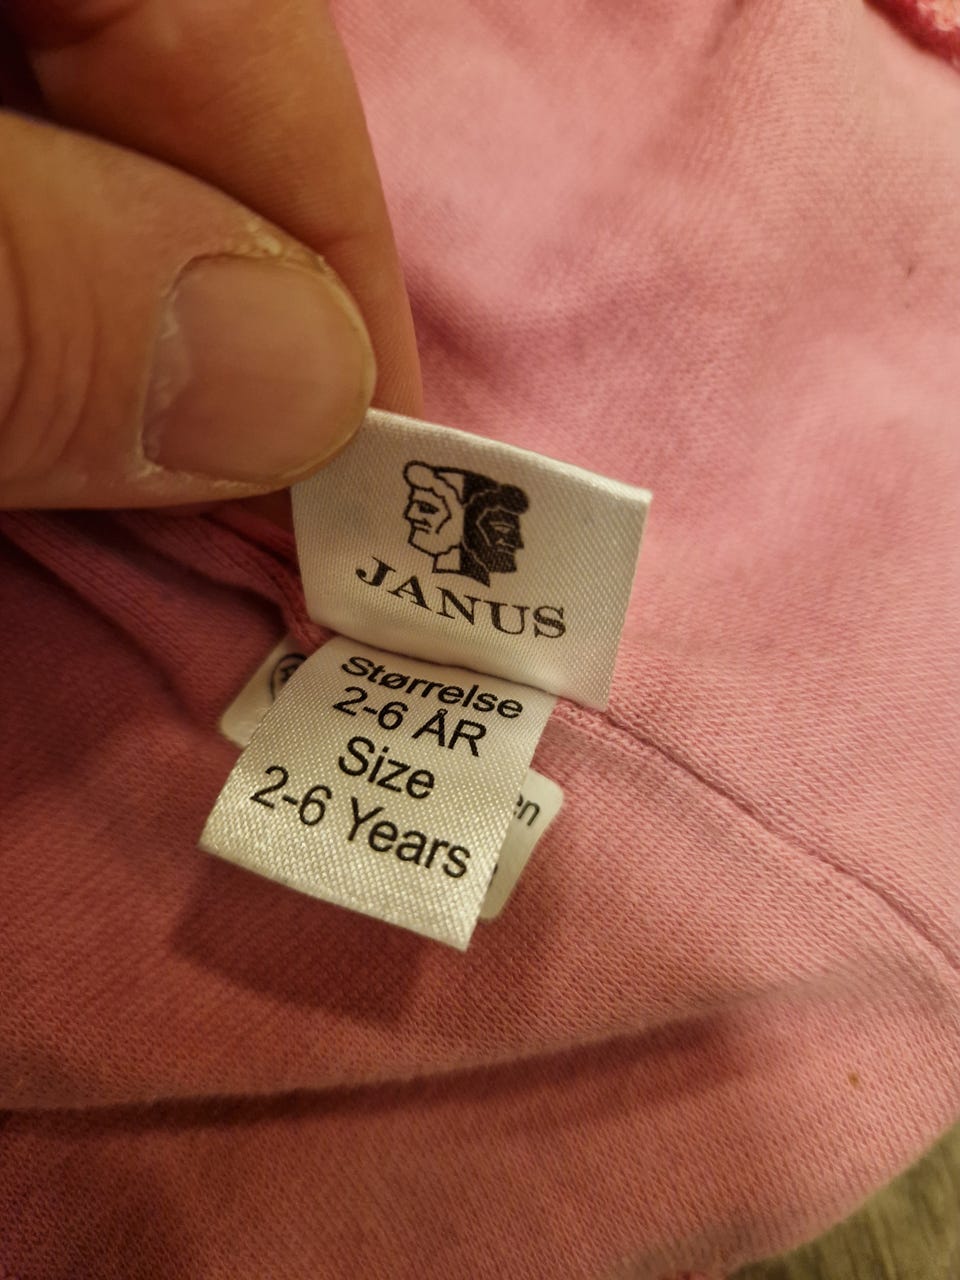 JANUS
Størrelse
2-6 ÅR
Size
2-6 Years